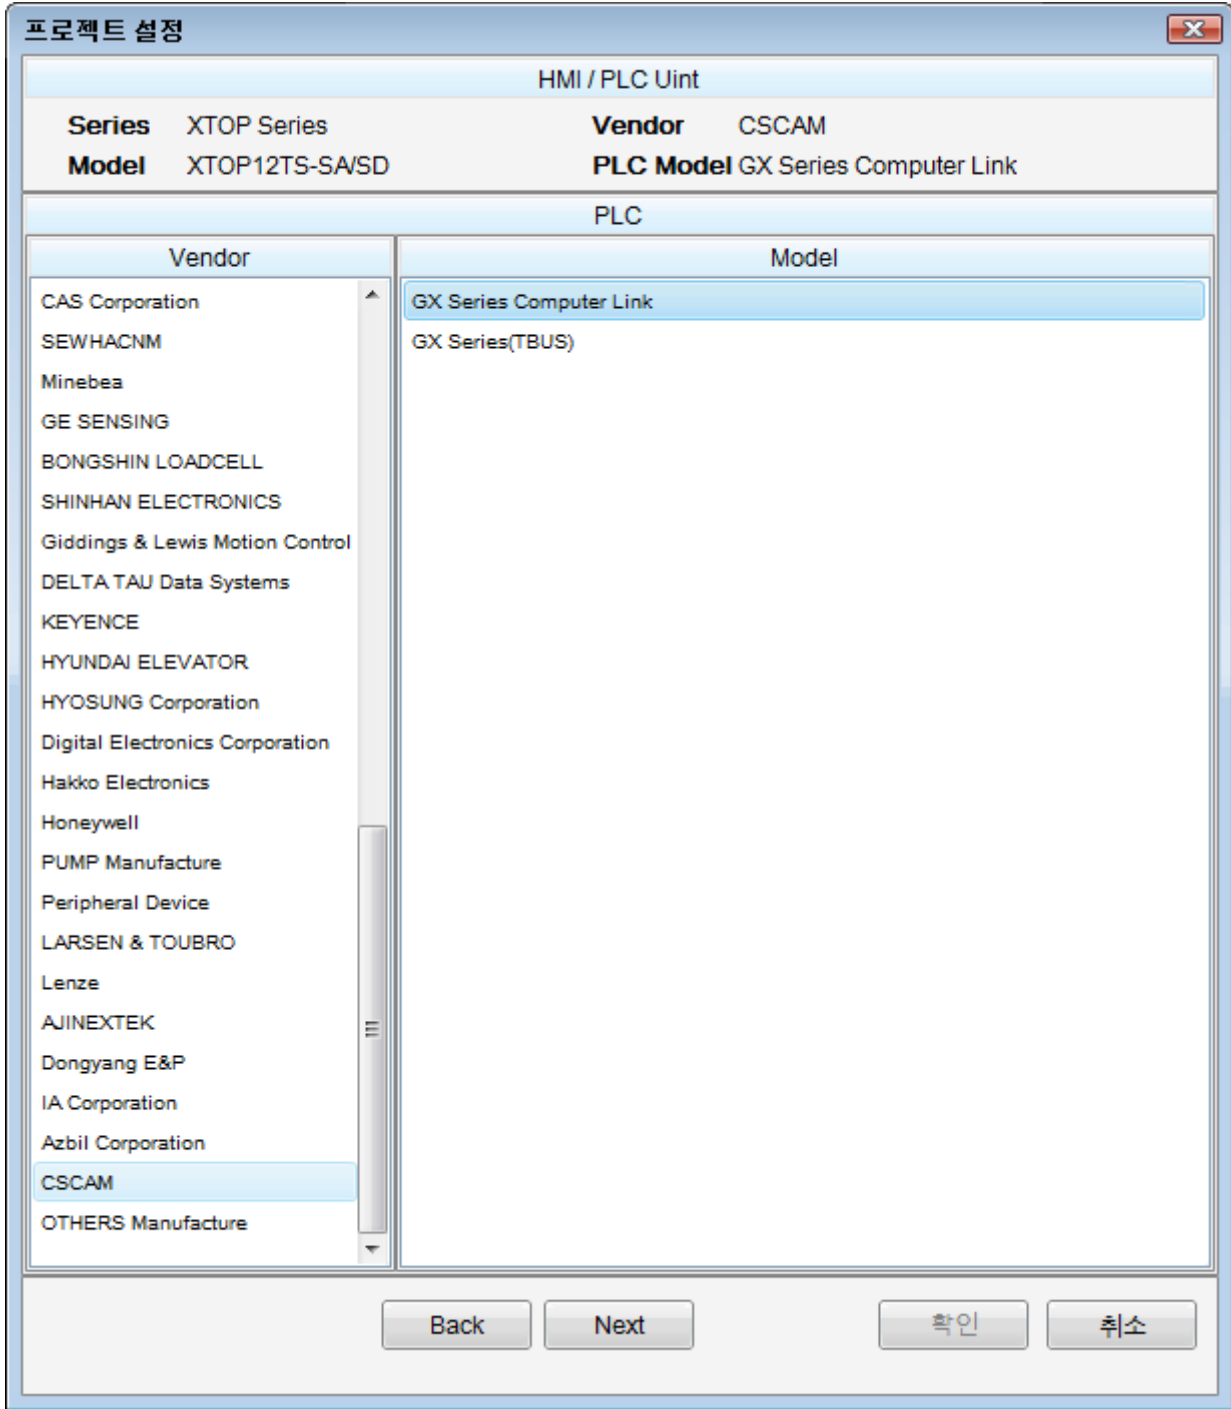 프로젝트 설정
HMI / PLC Uint
Series XTOP Series Vendor CSCAM
Model XTOP12TS-SA/SD PLC Model GX Series Computer Link
PLC
Vendor Model
CAS Corporation GX Series Computer Link
SEWHACNM GX Series(TBUS)
Minebea
GE SENSING
BONGSHIN LOADCELL
SHINHAN ELECTRONICS
Giddings & Lewis Motion Control
DELTA TAU Data Systems
KEYENCE
HYUNDAI ELEVATOR
HYOSUNG Corporation
Digital Electronics Corporation
Hakko Electronics
Honeywell
PUMP Manufacture
Peripheral Device
LARSEN & TOUBRO
Lenze
AJINEXTEK
Dongyang E&P
IA Corporation
Azbil Corporation
CSCAM
OTHERS Manufacture
Back Next 확인 취소